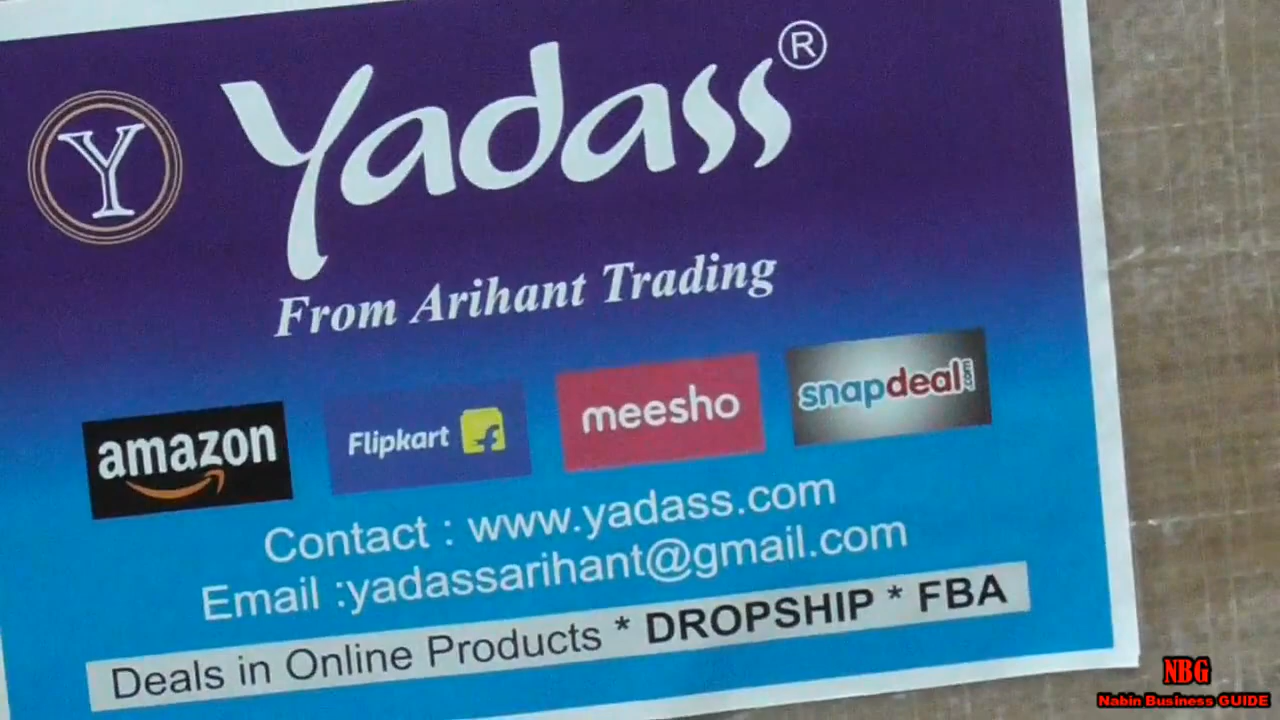 Y Yadass®
From Arihant Trading
amazon Flipkart meesho snapdeal.com
Contact : www.yadass.com
Email :yadassarihant@gmail.com
Deals in Online Products * DROPSHIP * FBA
NBG
Nabin Business GUIDE